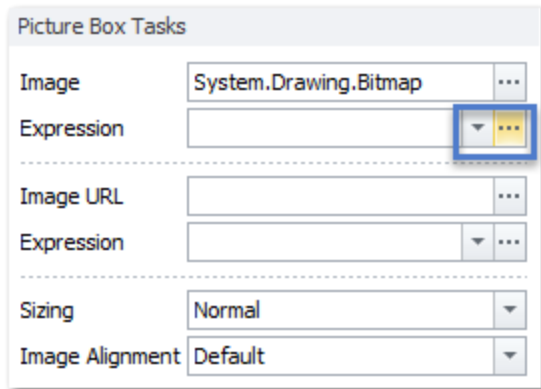 Picture Box Tasks
Image System.Drawing.Bitmap
Expression
Image URL
Expression
Sizing Normal
Image Alignment Default